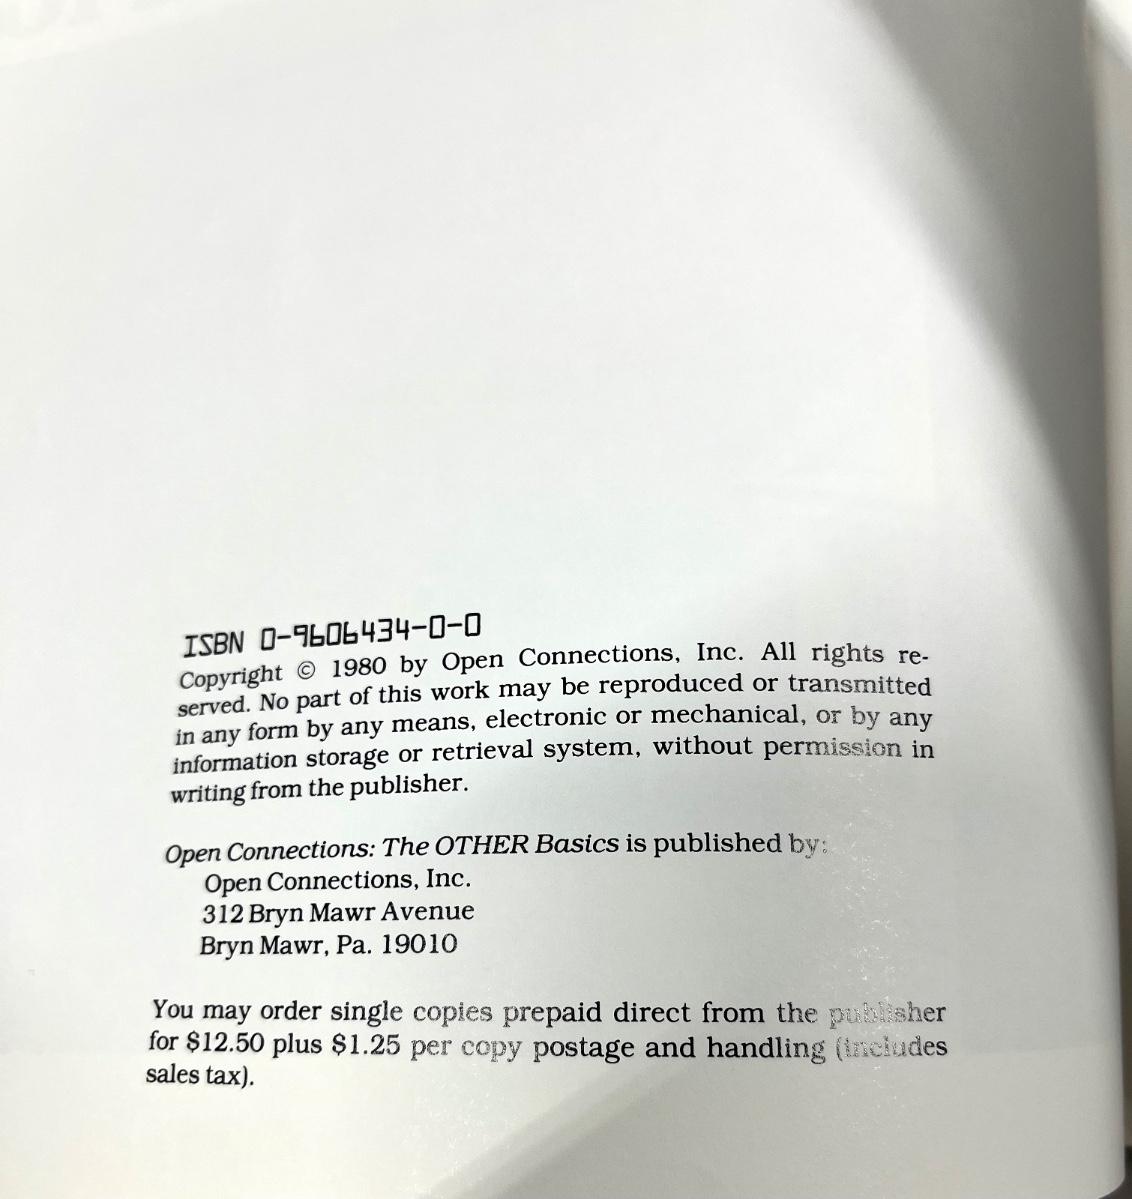 ISBN 0-9606434-0-0
Copyright © 1980 by Open Connections, Inc. All rights re-
served. No part of this work may be reproduced or transmitted
in any form by any means, electronic or mechanical, or by any
information storage or retrieval system, without permission in
writing from the publisher.
Open Connections: The OTHER Basics is published by:
Open Connections, Inc.
312 Bryn Mawr Avenue
Bryn Mawr, Pa. 19010
You may order single copies prepaid direct from the publisher
for $12.50 plus $1.25 per copy postage and handling (includes
sales tax).